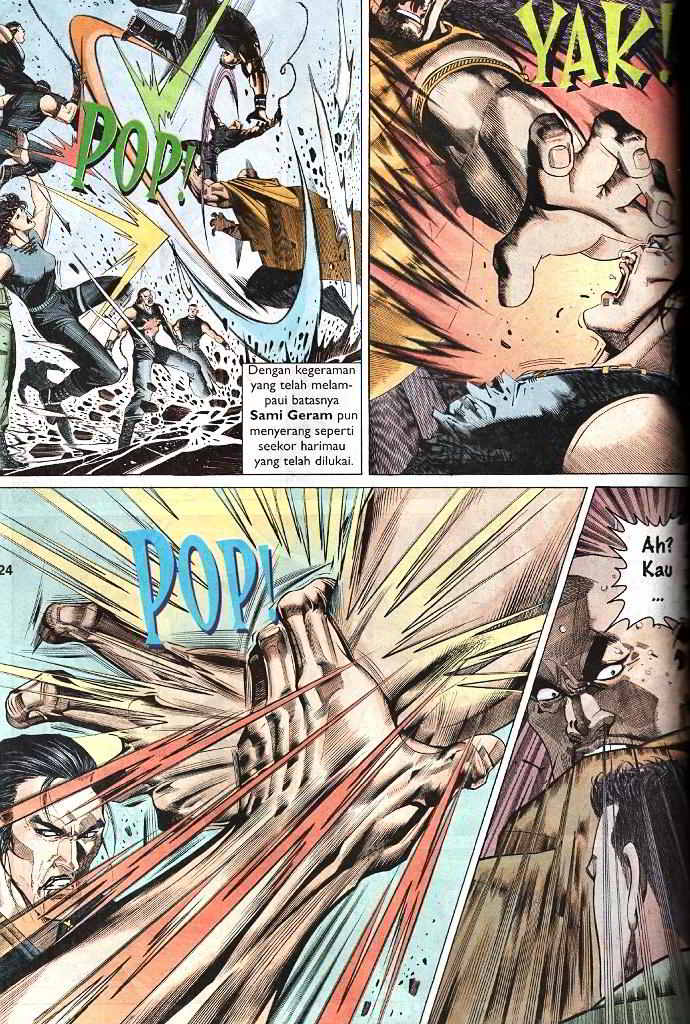 POP!
Dengan kegeraman
yang telah melam-
paui batasnya
Sami Geram pun
menyerang seperti
seekor harimau
yang telah dilukai.
YAK!
24
POP!
Ah?
Kau
...